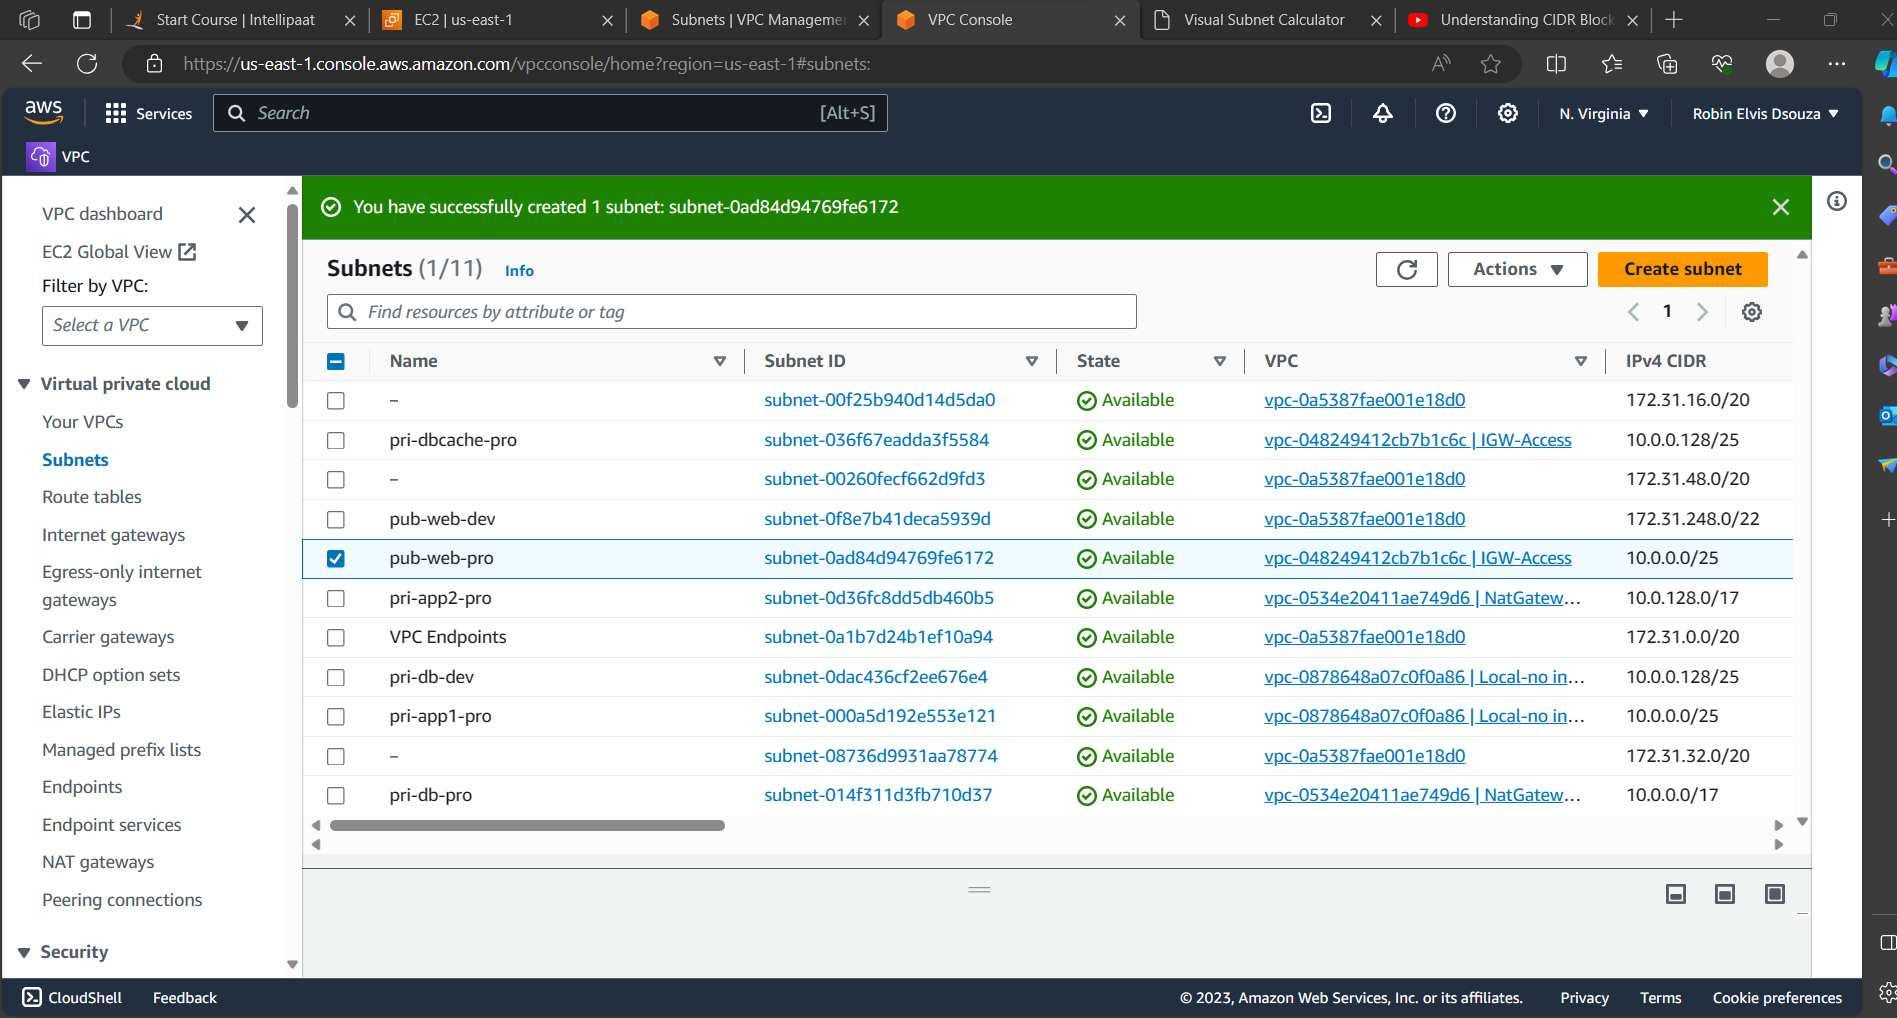 Start Course | Intellipaat
EC2 | us-east-1
Subnets | VPC Managemer
VPC Console
Visual Subnet Calculator
Understanding CIDR Block
https://us-east-1.console.aws.amazon.com/vpcconsole/home?region=us-east-1#subnets:
aws
Services
Search
[Alt+S]
N. Virginia
Robin Elvis Dsouza
VPC
VPC dashboard
EC2 Global View
Filter by VPC:
Select a VPC
Virtual private cloud
Your VPCs
Subnets
Route tables
Internet gateways
Egress-only internet
gateways
Carrier gateways
DHCP option sets
Elastic IPs
Managed prefix lists
Endpoints
Endpoint services
NAT gateways
Peering connections
Security
You have successfully created 1 subnet: subnet-0ad84d94769fe6172
Subnets (1/11) Info
Actions
Create subnet
Find resources by attribute or tag
1
Name Subnet ID State VPC IPv4 CIDR
– subnet-00f25b940d14d5da0 Available vpc-0a5387fae001e18d0 172.31.16.0/20
pri-dbcache-pro subnet-036f67eadda3f5584 Available vpc-048249412cb7b1c6c | IGW-Access 10.0.0.128/25
– subnet-00260fecf662d9fd3 Available vpc-0a5387fae001e18d0 172.31.48.0/20
pub-web-dev subnet-0f8e7b41deca5939d Available vpc-0a5387fae001e18d0 172.31.248.0/22
pub-web-pro subnet-0ad84d94769fe6172 Available vpc-048249412cb7b1c6c | IGW-Access 10.0.0.0/25
pri-app2-pro subnet-0d36fc8dd5db460b5 Available vpc-0534e20411ae749d6 | NatGatew… 10.0.128.0/17
VPC Endpoints subnet-0a1b7d24b1ef10a94 Available vpc-0a5387fae001e18d0 172.31.0.0/20
pri-db-dev subnet-0dac436cf2ee676e4 Available vpc-0878648a07c0f0a86 | Local-no in… 10.0.0.128/25
pri-app1-pro subnet-000a5d192e553e121 Available vpc-0878648a07c0f0a86 | Local-no in… 10.0.0.0/25
– subnet-08736d9931aa78774 Available vpc-0a5387fae001e18d0 172.31.32.0/20
pri-db-pro subnet-014f311d3fb710d37 Available vpc-0534e20411ae749d6 | NatGatew… 10.0.0.0/17
CloudShell
Feedback
© 2023, Amazon Web Services, Inc. or its affiliates.
Privacy
Terms
Cookie preferences